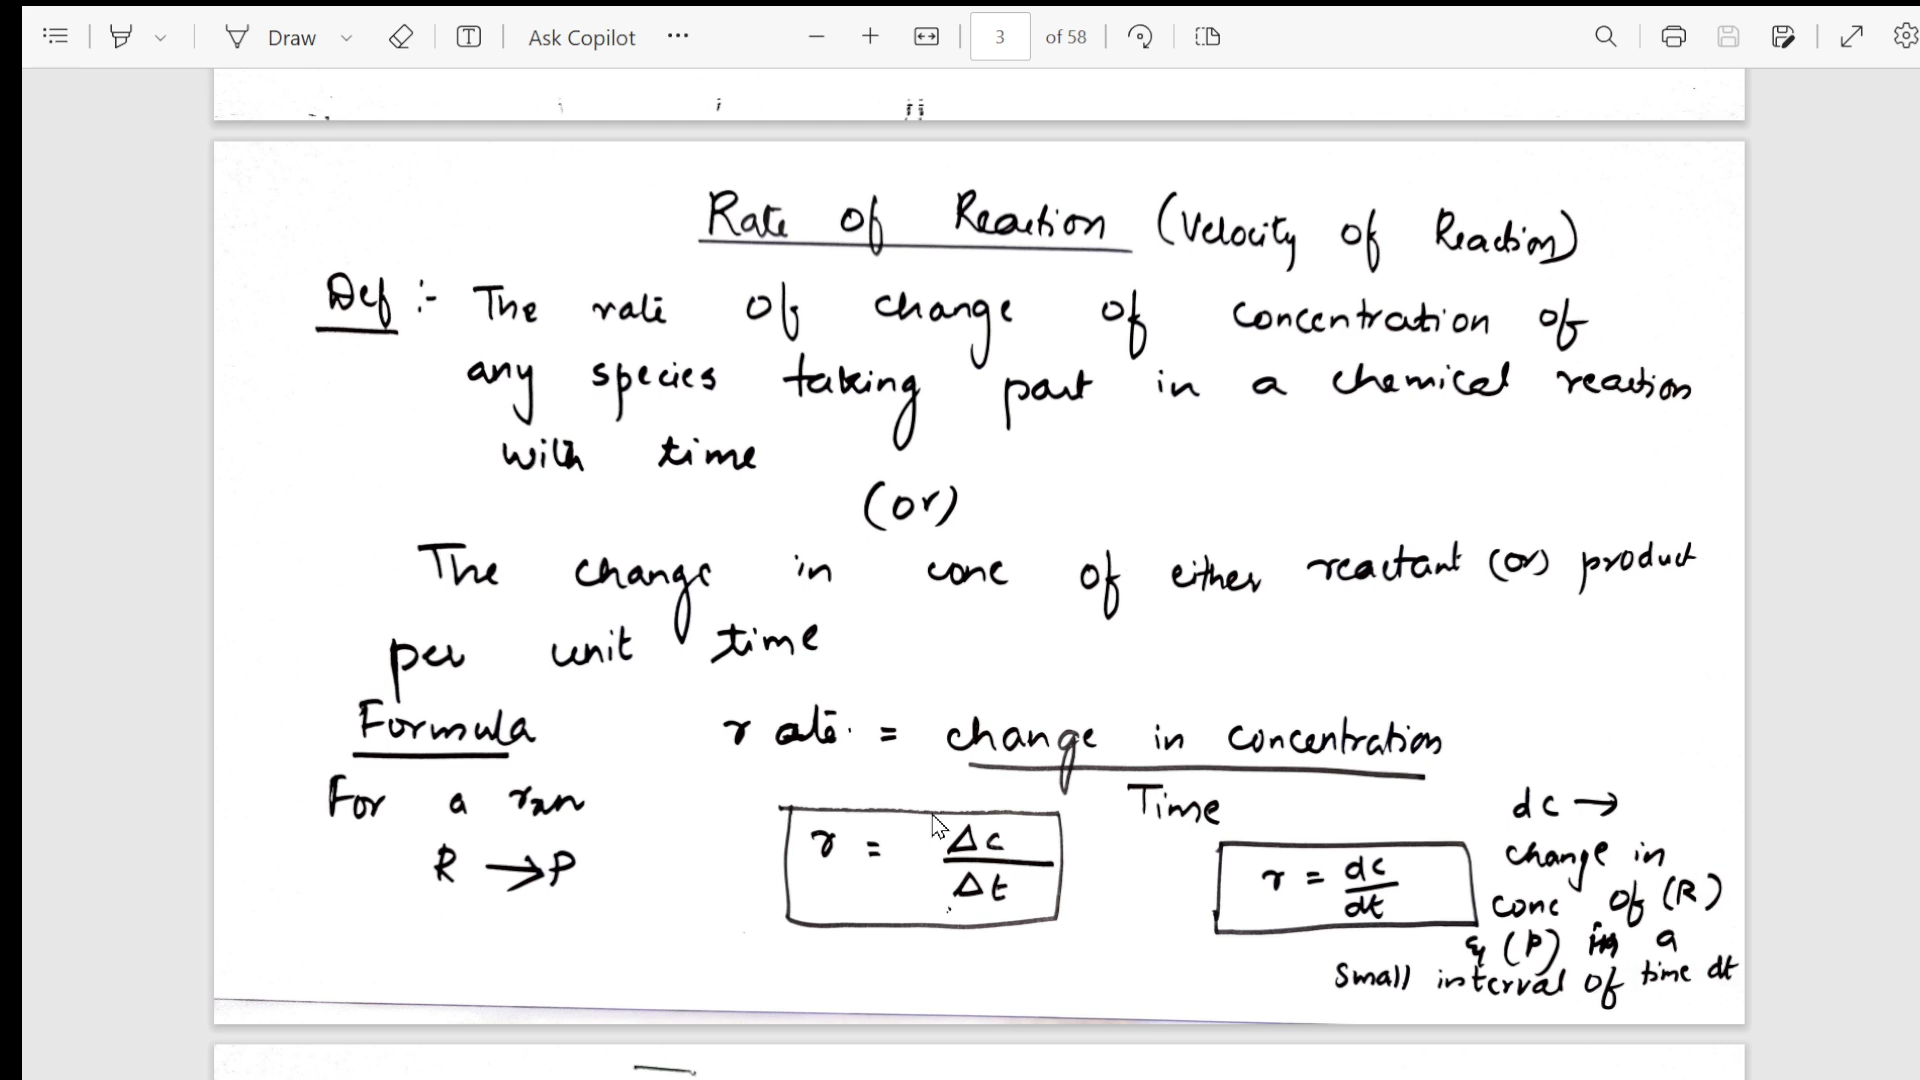 Draw
Ask Copilot
3 of 58
Rate of Reaction (Velocity of Reaction)
Def :- The rate of change of concentration of
any species taking part in a chemical reaction
with time
(or)
The change in conc of either reactant (or) product
per unit time
Formula
rate = change in concentration
Time
For a rxn
R → P
r = Δc
Δt
r = dc
dt
dc →
change in
conc of (R)
& (P) in a
small interval of time dt